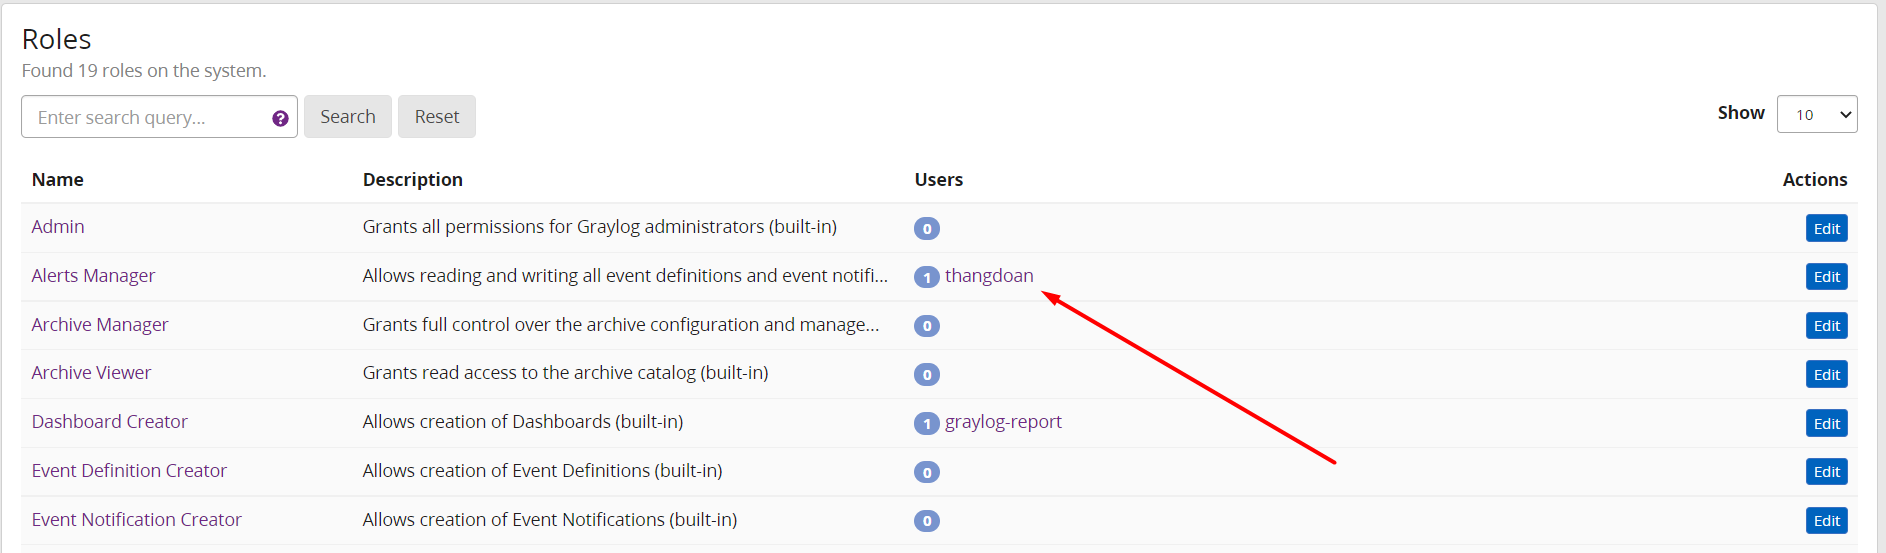 Roles
Found 19 roles on the system.
Enter search query... ? Search Reset Show 10
Name Description Users Actions
Admin Grants all permissions for Graylog administrators (built-in) 0 Edit
Alerts Manager Allows reading and writing all event definitions and event notifi... 1 thangdoan Edit
Archive Manager Grants full control over the archive configuration and manage... 0 Edit
Archive Viewer Grants read access to the archive catalog (built-in) 0 Edit
Dashboard Creator Allows creation of Dashboards (built-in) 1 graylog-report Edit
Event Definition Creator Allows creation of Event Definitions (built-in) 0 Edit
Event Notification Creator Allows creation of Event Notifications (built-in) 0 Edit